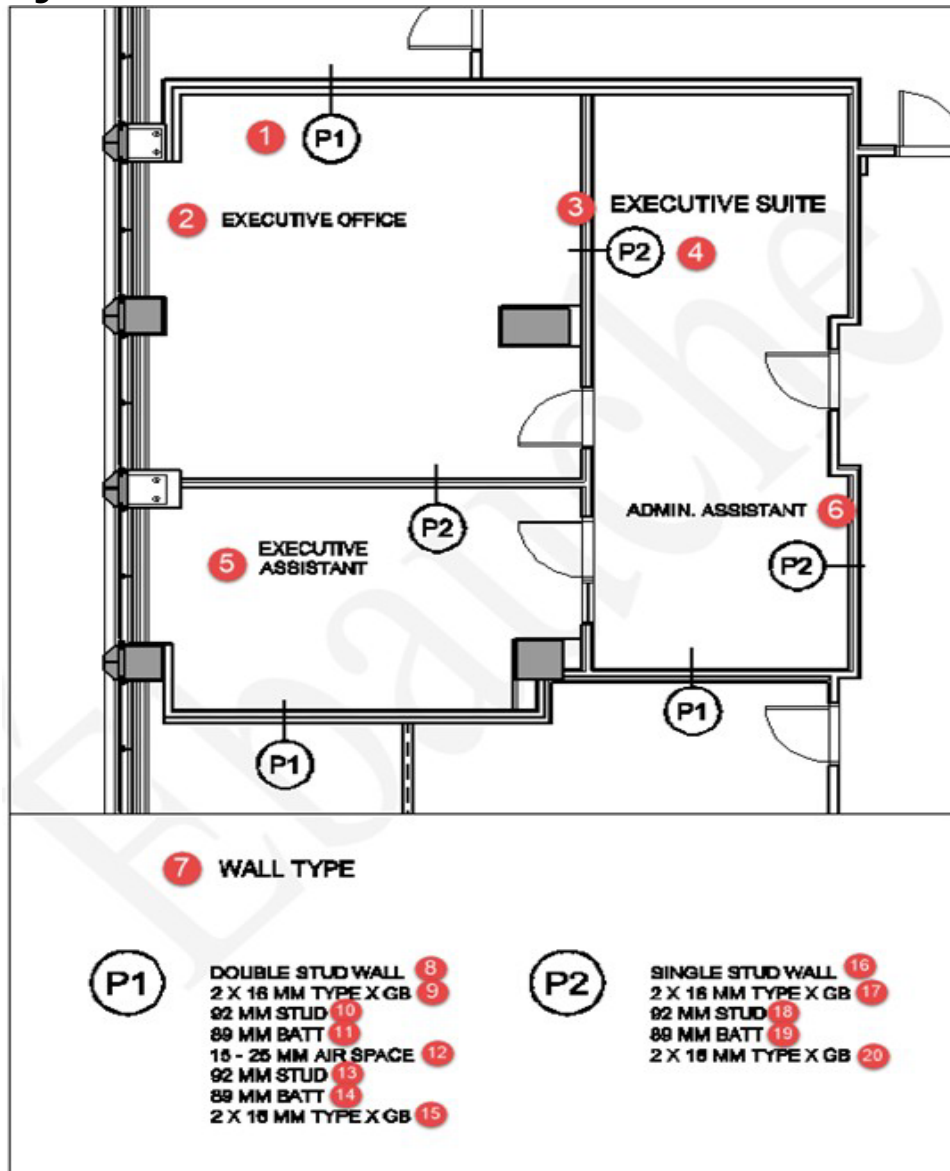 1 P1
2 EXECUTIVE OFFICE
3 EXECUTIVE SUITE
P2 4
ADMIN. ASSISTANT 6
P2
5 EXECUTIVE
ASSISTANT
P2
P1
P1
7 WALL TYPE
P1
DOUBLE STUD WALL 8
2 X 16 MM TYPE X GB 9
92 MM STUD 10
89 MM BATT 11
15 - 25 MM AIR SPACE 12
92 MM STUD 13
89 MM BATT 14
2 X 16 MM TYPE X GB 15
P2
SINGLE STUD WALL 16
2 X 16 MM TYPE X GB 17
92 MM STUD 18
89 MM BATT 19
2 X 16 MM TYPE X GB 20
Ébauche